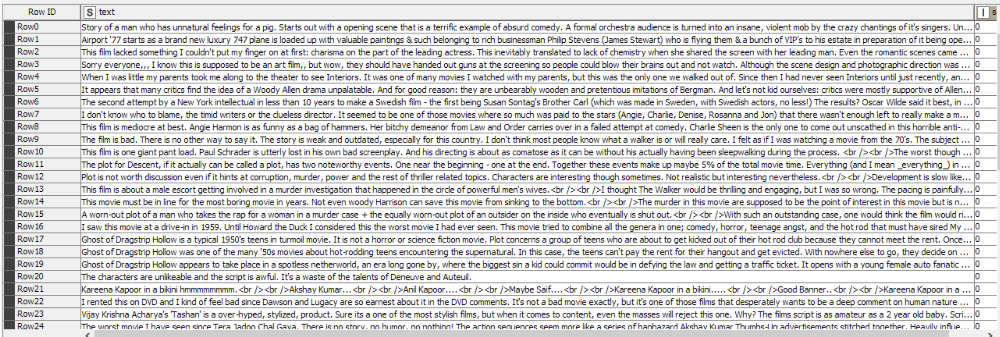 Row ID S text I s
Row0 Story of a man who has unnatural feelings for a pig. Starts out with a opening scene that is a terrific example of absurd comedy. A formal orchestra audience is turned into an insane, violent mob by the crazy chantings of it's singers. Un... 0
Row1 Airport '77 starts as a brand new luxury 747 plane is loaded up with valuable paintings & such belonging to rich businessman Philip Stevens (James Stewart) who is flying them & a bunch of VIP's to his estate in preparation of it being ope... 0
Row2 This film lacked something I couldn't put my finger on at first: charisma on the part of the leading actress. This inevitably translated to lack of chemistry when she shared the screen with her leading man. Even the romantic scenes came ... 0
Row3 Sorry everyone,,, I know this is supposed to be an art film,, but wow, they should have handed out guns at the screening so people could blow their brains out and not watch. Although the scene design and photographic direction was ... 0
Row4 When I was little my parents took me along to the theater to see Interiors. It was one of many movies I watched with my parents, but this was the only one we walked out of. Since then I had never seen Interiors until just recently, an... 0
Row5 It appears that many critics find the idea of a Woody Allen drama unpalatable. And for good reason: they are unbearably wooden and pretentious imitations of Bergman. And let's not kid ourselves: critics were mostly supportive of Allen... 0
Row6 The second attempt by a New York intellectual in less than 10 years to make a Swedish film - the first being Susan Sontag's Brother Carl (which was made in Sweden, with Swedish actors, no less!) The results? Oscar Wilde said it best, in ... 0
Row7 I don't know who to blame, the timid writers or the clueless director. It seemed to be one of those movies where so much was paid to the stars (Angie, Charlie, Denise, Rosanna and Jon) that there wasn't enough left to really make a m... 0
Row8 This film is mediocre at best. Angie Harmon is as funny as a bag of hammers. Her bitchy demeanor from Law and Order carries over in a failed attempt at comedy. Charlie Sheen is the only one to come out unscathed in this horrible anti-... 0
Row9 The film is bad. There is no other way to say it. The story is weak and outdated, especially for this country. I don't think most people know what a walker is or will really care. I felt as if I was watching a movie from the 70's. The subject ... 0
Row10 This film is one giant pant load. Paul Schrader is utterly lost in his own bad screenplay. And his directing is about as comatose as it can be without his actually having been sleepwalking during the process. <br /><br />The worst though ... 0
Row11 The plot for Descent, if it actually can be called a plot, has two noteworthy events. One near the beginning - one at the end. Together these events make up maybe 5% of the total movie time. Everything (and I mean _everything_) in ... 0
Row12 Plot is not worth discussion even if it hints at corruption, murder, power and the rest of thriller related topics. Characters are interesting though sometimes. Not realistic but interesting nevertheless.<br /><br />Development is slow like... 0
Row13 This film is about a male escort getting involved in a murder investigation that happened in the circle of powerful men's wives.<br /><br />I thought The Walker would be thrilling and engaging, but I was so wrong. The pacing is painfully... 0
Row14 This movie must be in line for the most boring movie in years. Not even woody Harrison can save this movie from sinking to the bottom.<br /><br />The murder in this movie are supposed to be the point of interest in this movie but is n... 0
Row15 A worn-out plot of a man who takes the rap for a woman in a murder case + the equally worn-out plot of an outsider on the inside who eventually is shut out.<br /><br />With such an outstanding case, one would think the film would ri... 0
Row16 I saw this movie at a drive-in in 1959. Until Howard the Duck I considered this the worst movie I had ever seen. This movie tried to combine all the genera in one; comedy, horror, teenage angst, and the hot rod that must have sired My ... 0
Row17 Ghost of Dragstrip Hollow is a typical 1950's teens in turmoil movie. It is not a horror or science fiction movie. Plot concerns a group of teens who are about to get kicked out of their hot rod club because they cannot meet the rent. Once... 0
Row18 Ghost of Dragstrip Hollow was one of the many '50s movies about hot-rodding teens encountering the supernatural. In this case, the teens can't pay the rent for their hangout and get evicted. With nowhere else to go, they decide on ... 0
Row19 Ghost of Dragstrip Hollow appears to take place in a spotless netherworld, an era long gone by, where the biggest sin a kid could commit would be in defying the law and getting a traffic ticket. It opens with a young female auto fanatic ... 0
Row20 The characters are unlikeable and the script is awful. It's a waste of the talents of Deneuve and Auteuil. 0
Row21 Kareena Kapoor in a bikini hmmmmmmmmm.<br /><br />Akshay Kumar...<br /><br />Anil Kapoor....<br /><br />Maybe Saif....<br /><br />Kareena Kapoor in a bikini.....<br /><br />Good Banner..<br /><br />Kareena Kapoor in a ... 0
Row22 I rented this on DVD and I kind of feel bad since Dawson and Lugacy are so earnest about it in the DVD comments. It's not a bad movie exactly, but it's one of those films that desperately wants to be a deep comment on human nature ... 0
Row23 Vijay Krishna Acharya's 'Tashan' is a over-hyped, stylized, product. Sure its a one of the most stylish films, but when it comes to content, even the masses will reject this one. Why? The films script is as amateur as a 2 year old baby. Scri... 0
Row24 The worst movie I have seen since Tera Jadoo Chal Gaya. There is no story, no humor, no nothing! The action sequences seem more like a series of haphazard Akshay Kumar Thumbs-Up advertisements stitched together. Heavily influe... 0